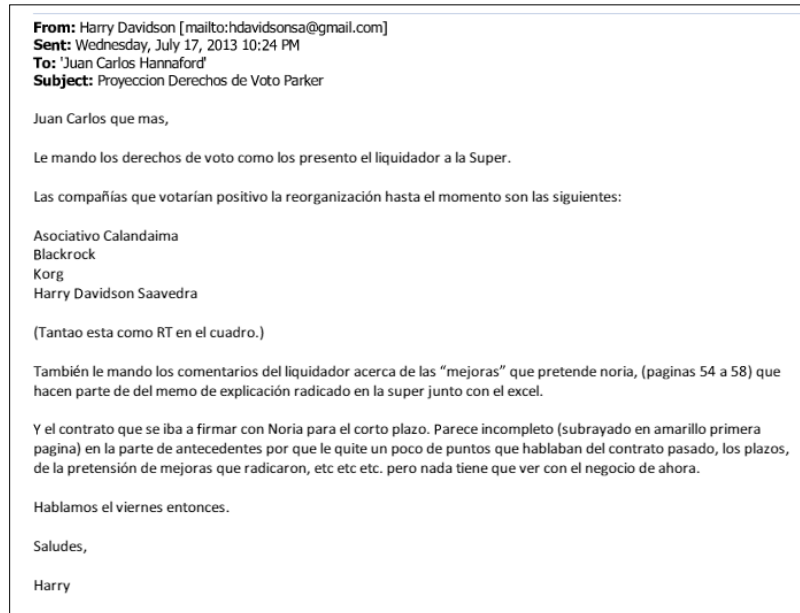 From: Harry Davidson [mailto:hdavidsonsa@gmail.com]
Sent: Wednesday, July 17, 2013 10:24 PM
To: 'Juan Carlos Hannaford'
Subject: Proyeccion Derechos de Voto Parker
Juan Carlos que mas,
Le mando los derechos de voto como los presento el liquidador a la Super.
Las compañías que votarían positivo la reorganización hasta el momento son las siguientes:
Asociativo Calandaima
Blackrock
Korg
Harry Davidson Saavedra
(Tantao esta como RT en el cuadro.)
También le mando los comentarios del liquidador acerca de las “mejoras” que pretende noria, (paginas 54 a 58) que
hacen parte de del memo de explicación radicado en la super junto con el excel.
Y el contrato que se iba a firmar con Noria para el corto plazo. Parece incompleto (subrayado en amarillo primera
pagina) en la parte de antecedentes por que le quite un poco de puntos que hablaban del contrato pasado, los plazos,
de la pretensión de mejoras que radicaron, etc etc etc. pero nada tiene que ver con el negocio de ahora.
Hablamos el viernes entonces.
Saludes,
Harry